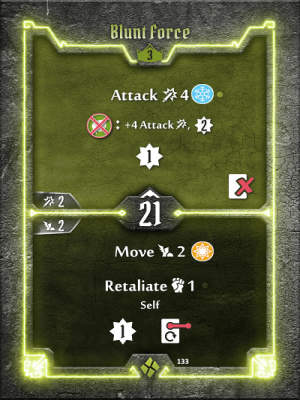 Blunt Force
3
Attack 4
: +4 Attack , 2
1
2
21
2
Move 2
Retaliate 1
Self
1
133